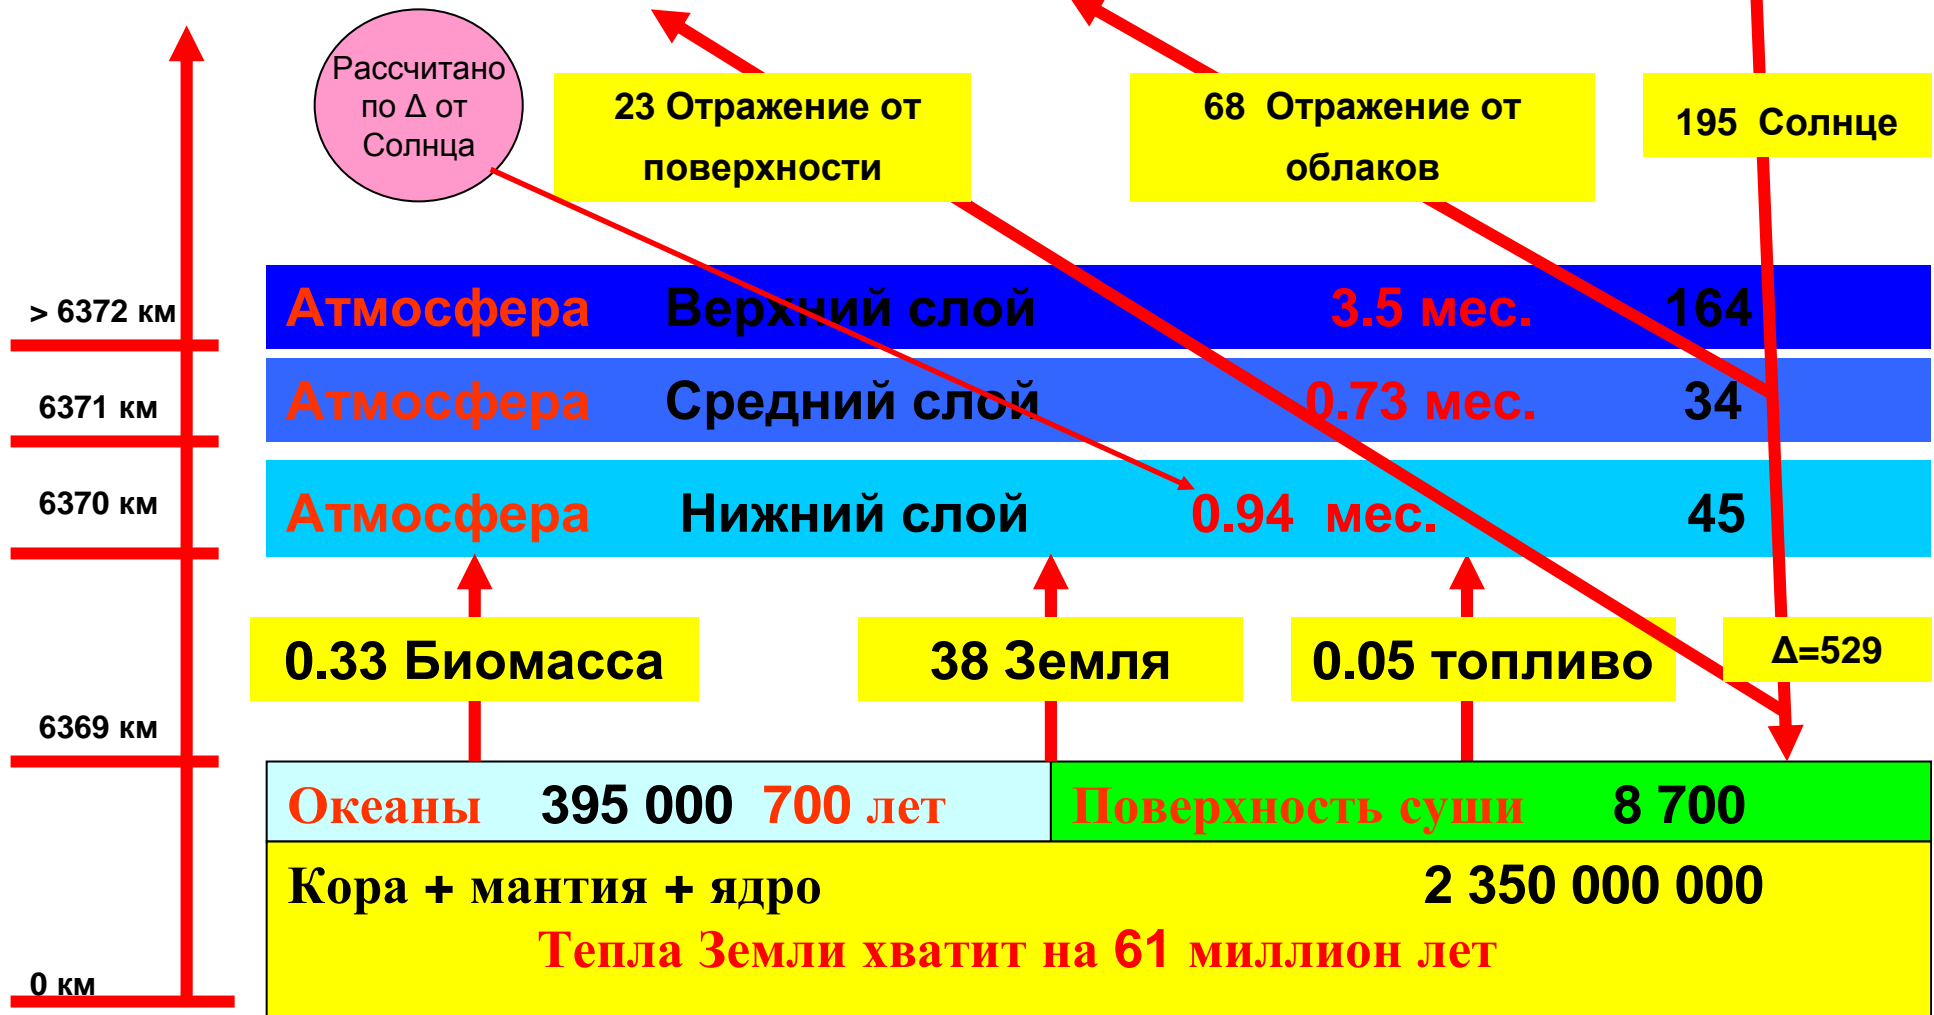 Рассчитано
по Δ от
Солнца
23 Отражение от
поверхности
68 Отражение от
облаков
195 Солнце
> 6372 км
Атмосфера Верхний слой 3.5 мес. 164
6371 км
Атмосфера Средний слой 0.73 мес. 34
6370 км
Атмосфера Нижний слой 0.94 мес. 45
0.33 Биомасса
38 Земля
0.05 топливо
Δ=529
6369 км
Океаны 395 000 700 лет
Поверхность суши 8 700
Кора + мантия + ядро 2 350 000 000
Тепла Земли хватит на 61 миллион лет
0 км